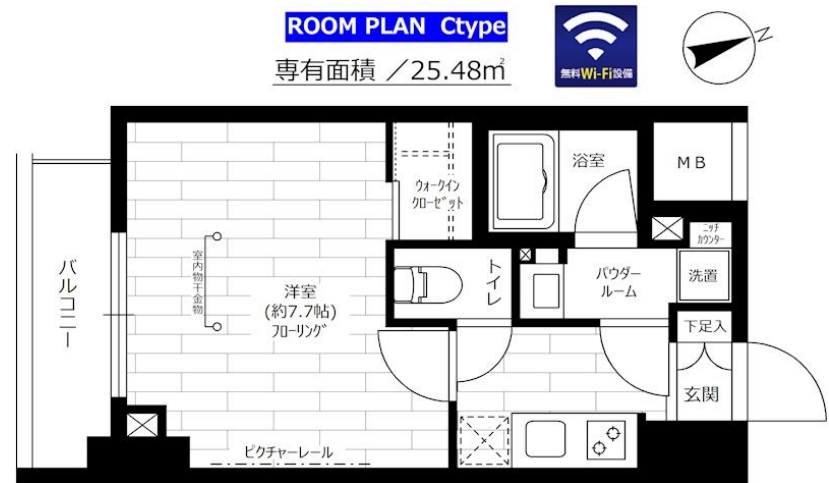 ROOM PLAN Ctype
専有面積 ／25.48㎡
無料Wi-Fi設備
N
浴室
MB
ウォークイン
クローゼット
ニッチ
カウンター
バルコニー
室内物干金物
洋室
(約7.7帖)
フローリング
トイレ
パウダー
ルーム
洗置
下足入
玄関
ピクチャーレール